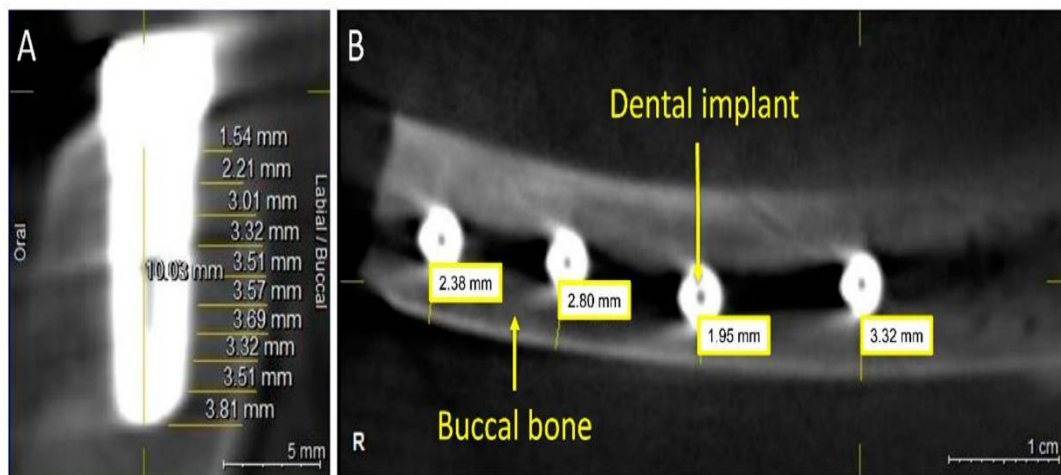 A
Oral
Labial / Buccal
1.54 mm
2.21 mm
3.01 mm
3.32 mm
3.51 mm
10.03 mm
3.57 mm
3.69 mm
3.32 mm
3.51 mm
3.81 mm
5 mm
B
Dental implant
2.38 mm
2.80 mm
1.95 mm
3.32 mm
Buccal bone
R
1 cm